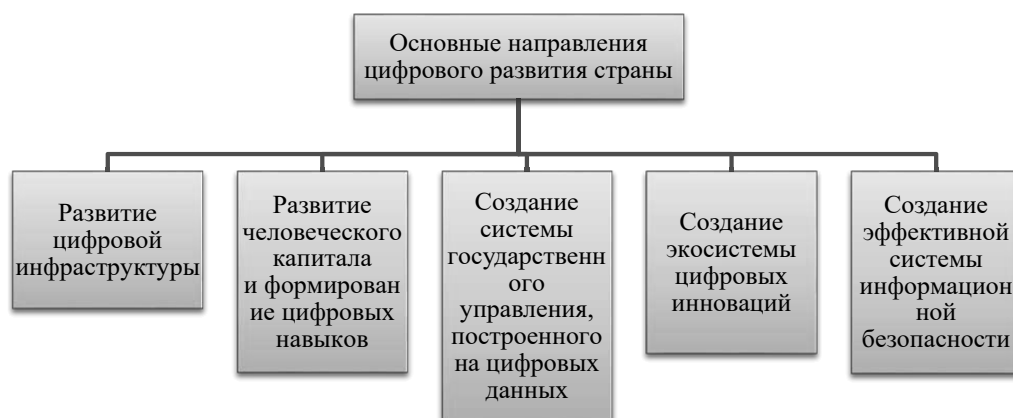 Основные направления
цифрового развития страны
Развитие
цифровой
инфраструктуры
Развитие
человеческого
капитала
и формирован
ие цифровых
навыков
Создание
системы
государственн
ого
управления,
построенного
на цифровых
данных
Создание
экосистемы
цифровых
инноваций
Создание
эффективной
системы
информацион
ной
безопасности